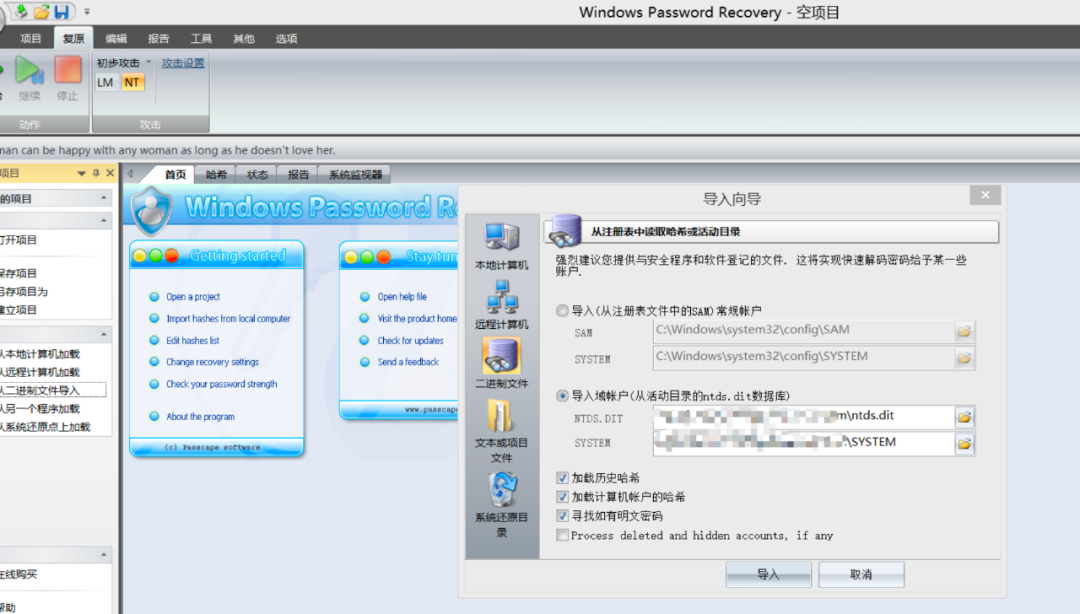 Windows Password Recovery - 空项目
项目 复原 编辑 报告 工具 其他 选项
初步攻击 攻击设置
LM NT
继续 停止
动作 攻击
man can be happy with any woman as long as he doesn't love her.
项目
首页 哈希 状态 报告 系统监视器
的项目
打开项目
保存项目
另存项目为
建立项目
从本地计算机加载
从远程计算机加载
从二进制文件导入
从另一个程序加载
从系统还原点上加载
在线购买
帮助
Windows Password Re
Getting started
Open a project
Import hashes from local computer
Edit hashes list
Change recovery settings
Check your password strength
About the program
(c) Passcape software
Stay tun
Open help file
Visit the product home
Check for updates
Send a feedback
www.passcape
导入向导
本地计算机
远程计算机
二进制文件
文本或项目
文件
系统还原目
录
从注册表中读取哈希或活动目录
强烈建议您提供与安全程序和软件登记的文件. 这将实现快速解码密码给予某一些
账户.
导入(从注册表文件中的SAM)常规帐户
SAM C:\Windows\system32\config\SAM
SYSTEM C:\Windows\system32\config\SYSTEM
导入域帐户(从活动目录的ntds.dit数据库)
NTDS.DIT m\ntds.dit
SYSTEM \SYSTEM
加载历史哈希
加载计算机帐户的哈希
寻找如有明文密码
Process deleted and hidden accounts, if any
导入 取消